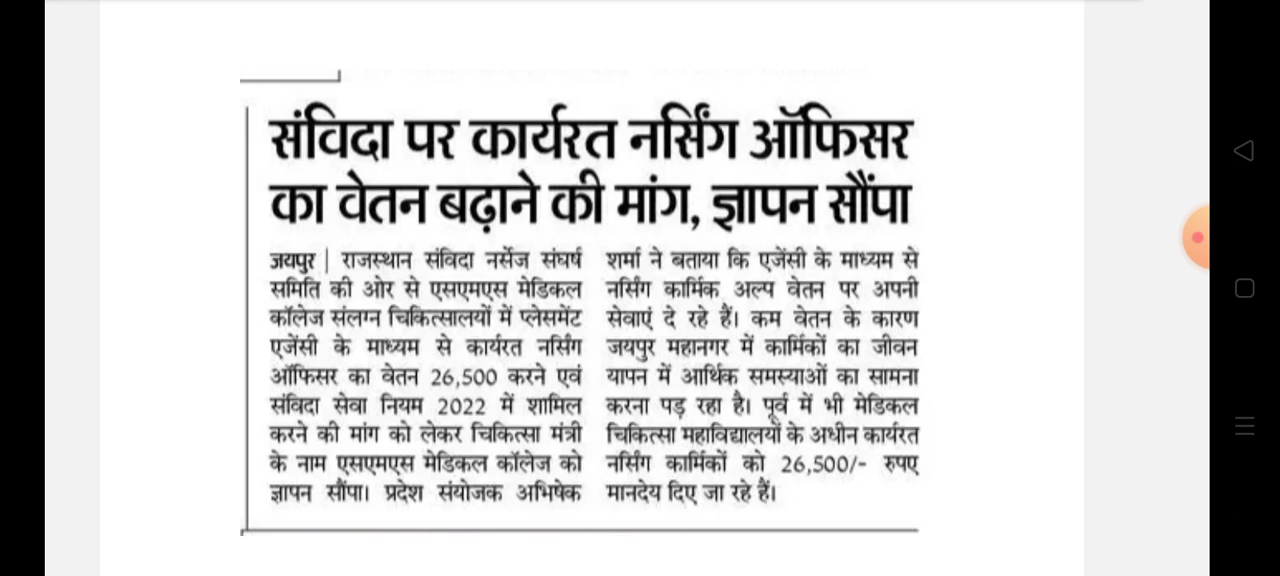 संविदा पर कार्यरत नर्सिंग ऑफिसर
का वेतन बढ़ाने की मांग, ज्ञापन सौंपा
जयपुर | राजस्थान संविदा नर्सेज संघर्ष
समिति की ओर से एसएमएस मेडिकल
कॉलेज संलग्न चिकित्सालयों में प्लेसमेंट
एजेंसी के माध्यम से कार्यरत नर्सिंग
ऑफिसर का वेतन 26,500 करने एवं
संविदा सेवा नियम 2022 में शामिल
करने की मांग को लेकर चिकित्सा मंत्री
के नाम एसएमएस मेडिकल कॉलेज को
ज्ञापन सौंपा। प्रदेश संयोजक अभिषेक
शर्मा ने बताया कि एजेंसी के माध्यम से
नर्सिंग कार्मिक अल्प वेतन पर अपनी
सेवाएं दे रहे हैं। कम वेतन के कारण
जयपुर महानगर में कार्मिकों का जीवन
यापन में आर्थिक समस्याओं का सामना
करना पड़ रहा है। पूर्व में भी मेडिकल
चिकित्सा महाविद्यालयों के अधीन कार्यरत
नर्सिंग कार्मिकों को 26,500/- रुपए
मानदेय दिए जा रहे हैं।